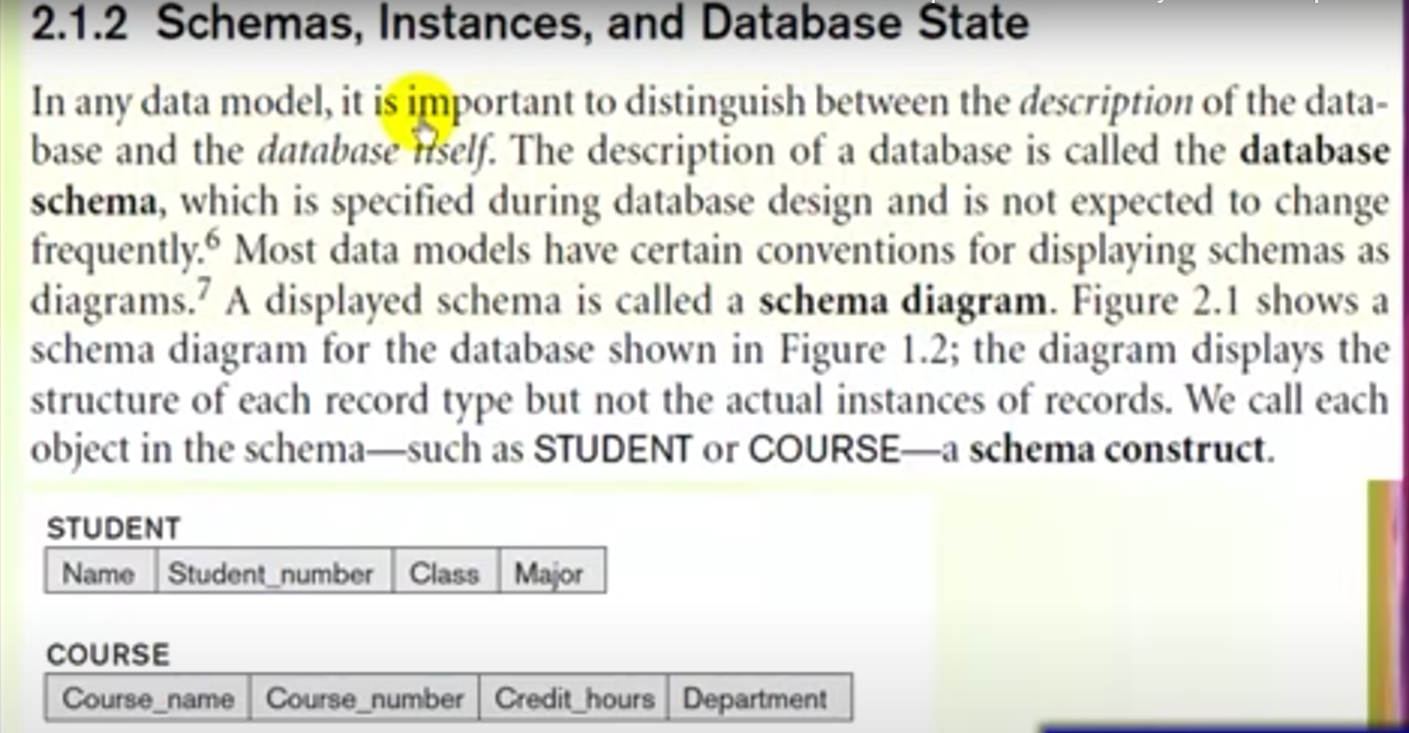 2.1.2 Schemas, Instances, and Database State
In any data model, it is important to distinguish between the description of the data-
base and the database itself. The description of a database is called the database
schema, which is specified during database design and is not expected to change
frequently.6 Most data models have certain conventions for displaying schemas as
diagrams.7 A displayed schema is called a schema diagram. Figure 2.1 shows a
schema diagram for the database shown in Figure 1.2; the diagram displays the
structure of each record type but not the actual instances of records. We call each
object in the schema—such as STUDENT or COURSE—a schema construct.
STUDENT
Name Student_number Class Major
COURSE
Course_name Course_number Credit_hours Department